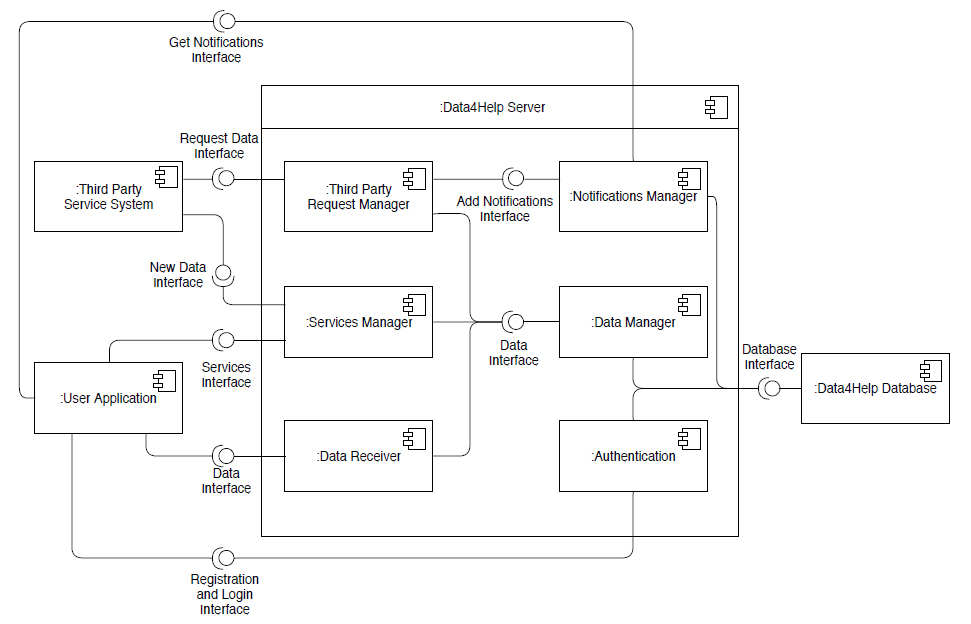 Get Notifications
Interface
:Data4Help Server
Request Data
Interface
:Third Party
Service System
:Third Party
Request Manager
Add Notifications
Interface
:Notifications Manager
New Data
Interface
:Services Manager
Data
Interface
:Data Manager
Database
Interface
:Data4Help Database
Services
Interface
:User Application
Data
Interface
:Data Receiver
:Authentication
Registration
and Login
Interface